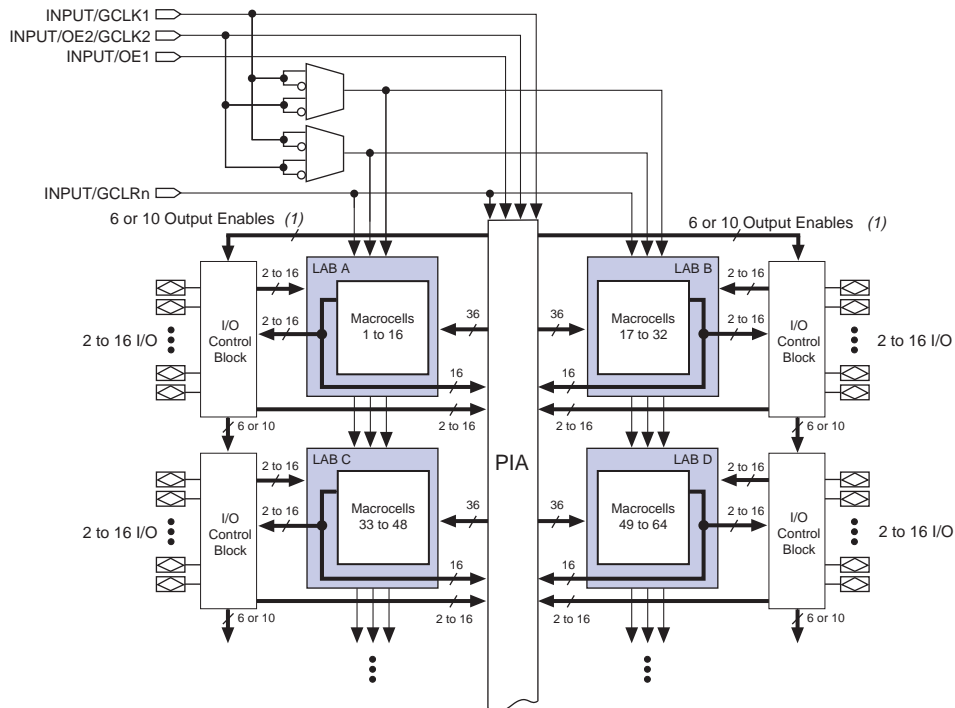 INPUT/GCLK1
INPUT/OE2/GCLK2
INPUT/OE1
INPUT/GCLRn
6 or 10 Output Enables (1)
6 or 10 Output Enables (1)
LAB A
LAB B
2 to 16
2 to 16
2 to 16 I/O
I/O
Control
Block
2 to 16
Macrocells
1 to 16
36
36
Macrocells
17 to 32
2 to 16
I/O
Control
Block
2 to 16 I/O
16
16
2 to 16
2 to 16
6 or 10
6 or 10
PIA
LAB C
LAB D
2 to 16
2 to 16
2 to 16 I/O
I/O
Control
Block
2 to 16
Macrocells
33 to 48
36
36
Macrocells
49 to 64
2 to 16
I/O
Control
Block
2 to 16 I/O
16
16
2 to 16
2 to 16
6 or 10
6 or 10